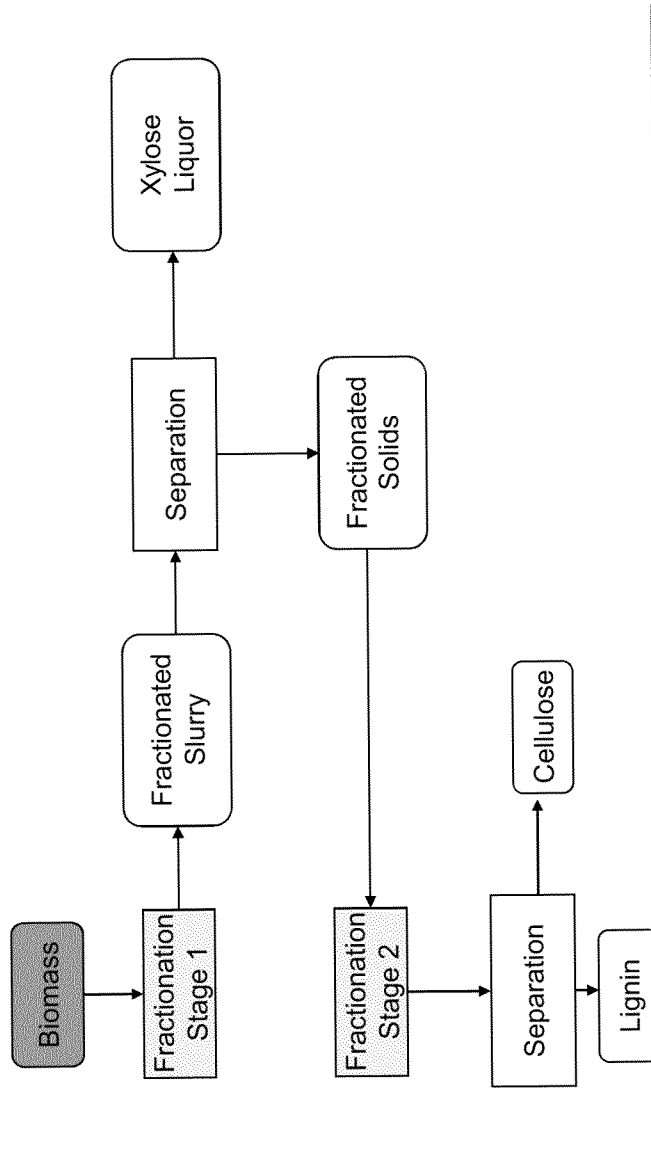 Biomass
Fractionation
Stage 1
Fractionated
Slurry
Separation
Xylose
Liquor
Fractionated
Solids
Fractionation
Stage 2
Separation
Cellulose
Lignin